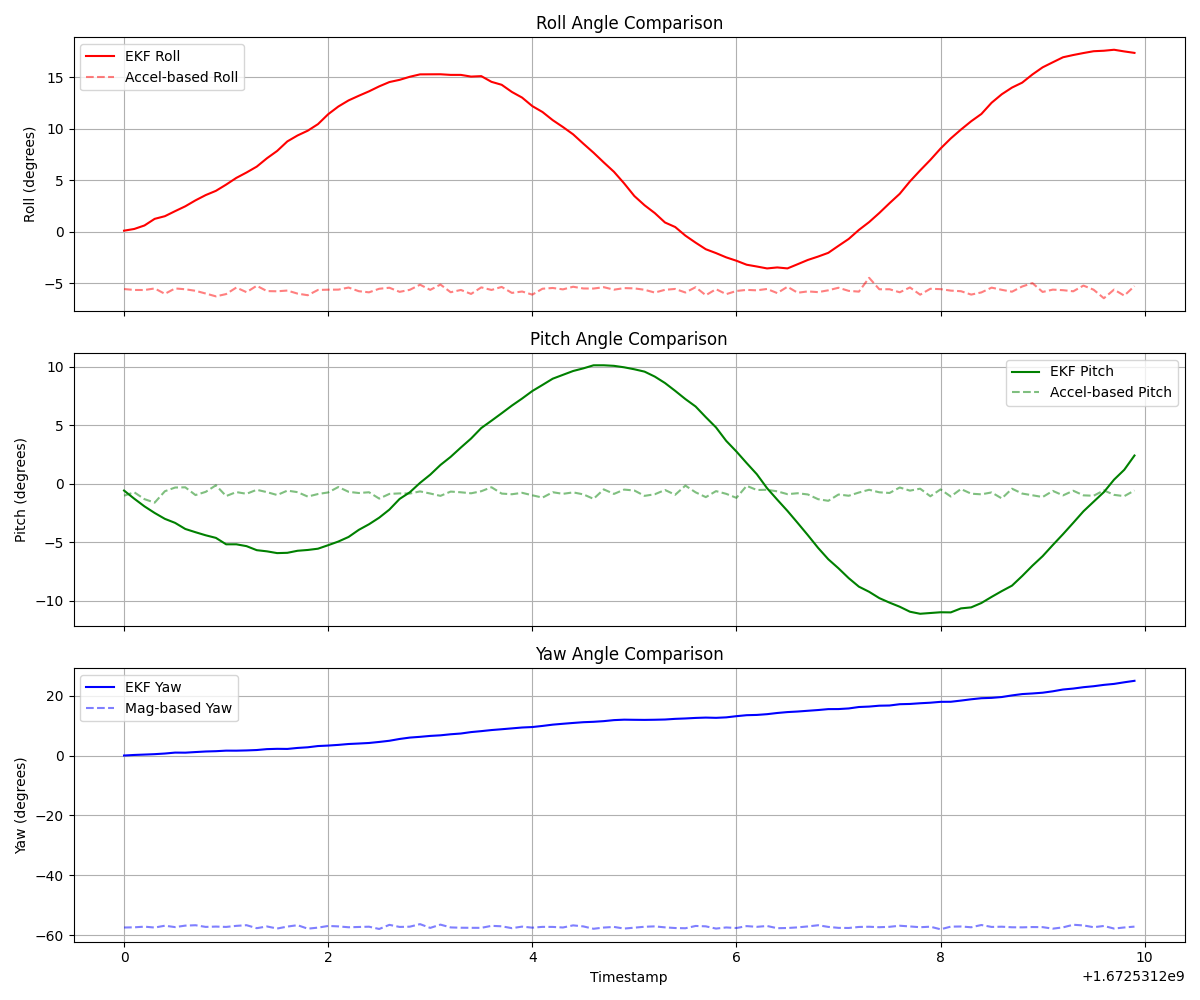 Roll Angle Comparison
EKF Roll
Accel-based Roll
Roll (degrees)
15
10
5
0
−5
Pitch Angle Comparison
EKF Pitch
Accel-based Pitch
Pitch (degrees)
10
5
0
−5
−10
Yaw Angle Comparison
EKF Yaw
Mag-based Yaw
Yaw (degrees)
20
0
−20
−40
−60
0 2 4 6 8 10
Timestamp
+1.6725312e9